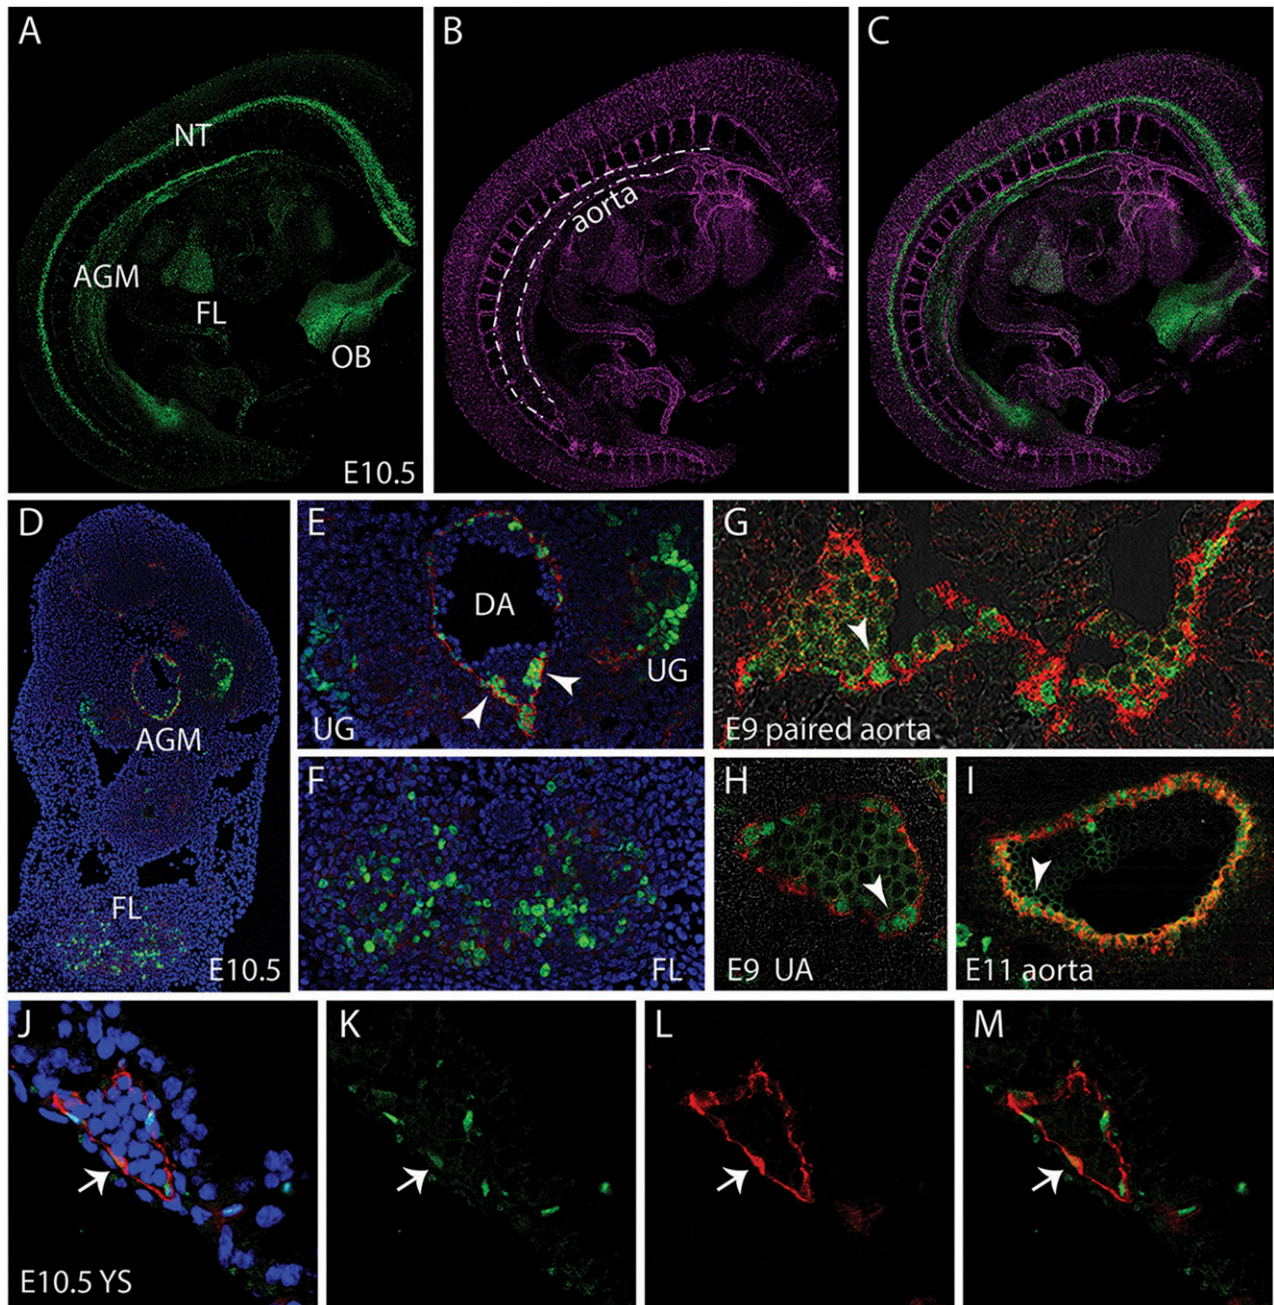 A
NT
AGM
FL
OB
E10.5
B
aorta
C
D
AGM
FL
E10.5
E
DA
UG
UG
F
FL
G
E9 paired aorta
H
E9 UA
I
E11 aorta
J
E10.5 YS
K
L
M